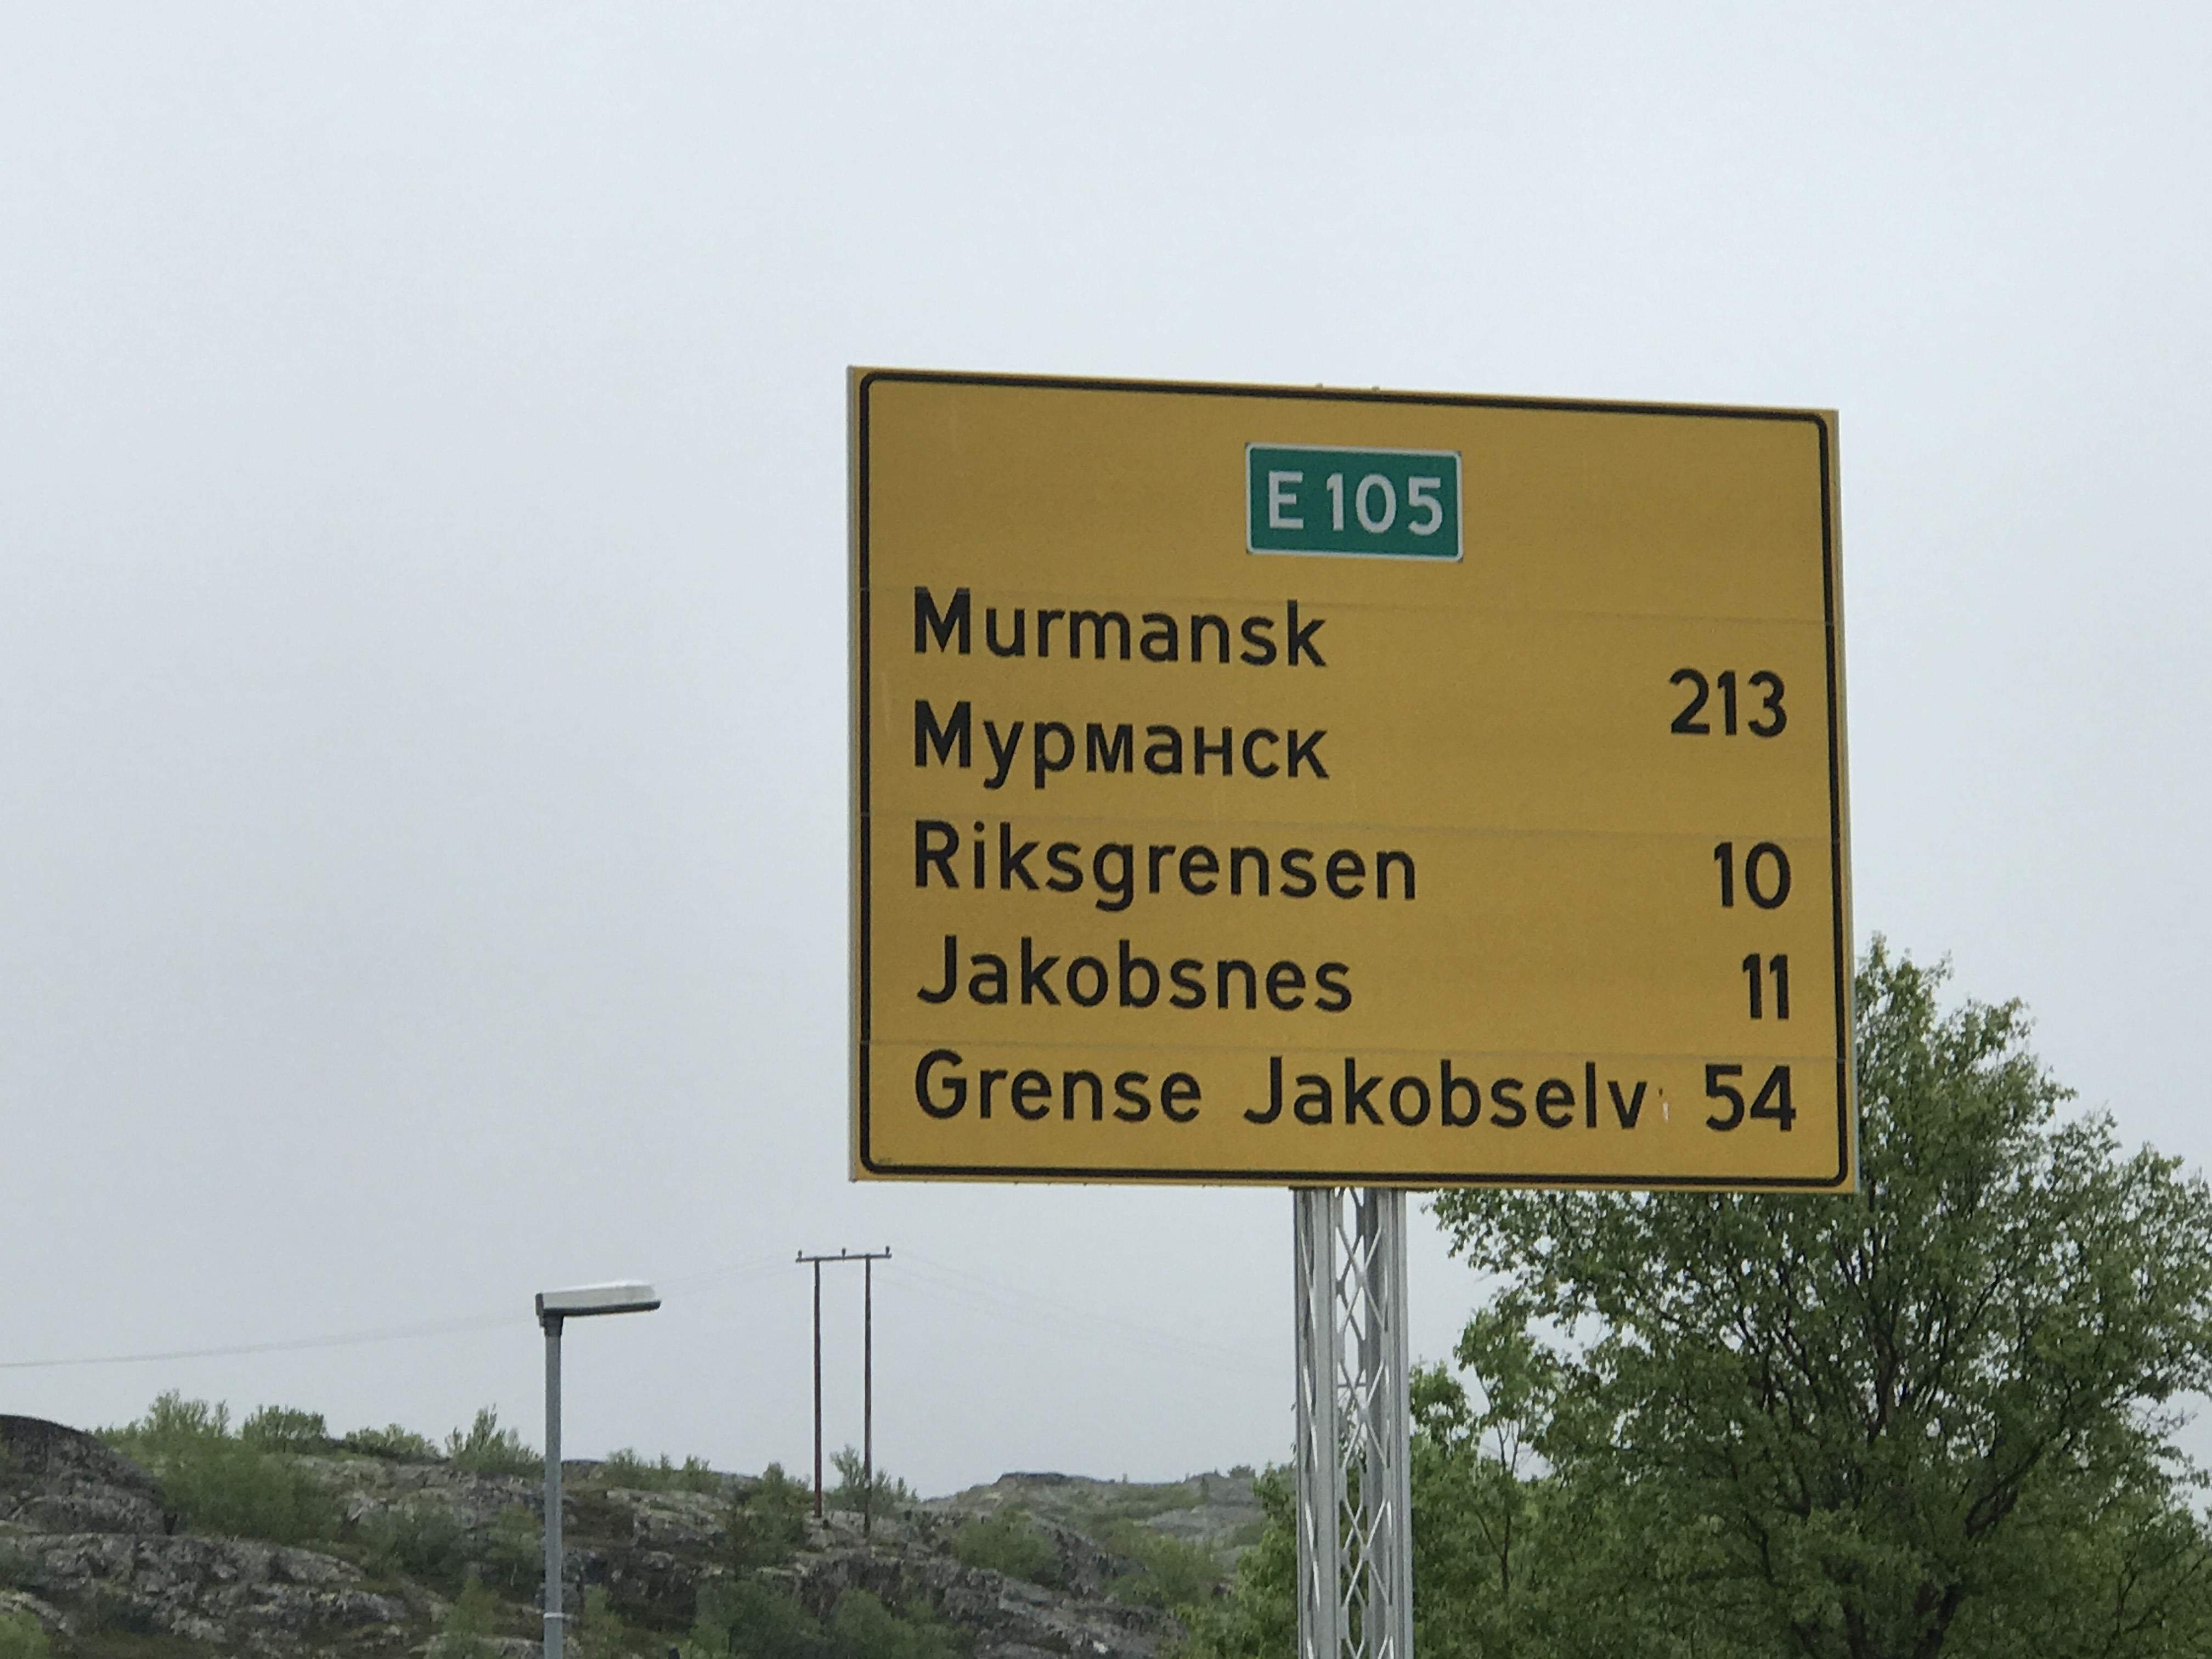 E 105
Murmansk
213
Мурманск
Riksgrensen 10
Jakobsnes 11
Grense Jakobselv 54